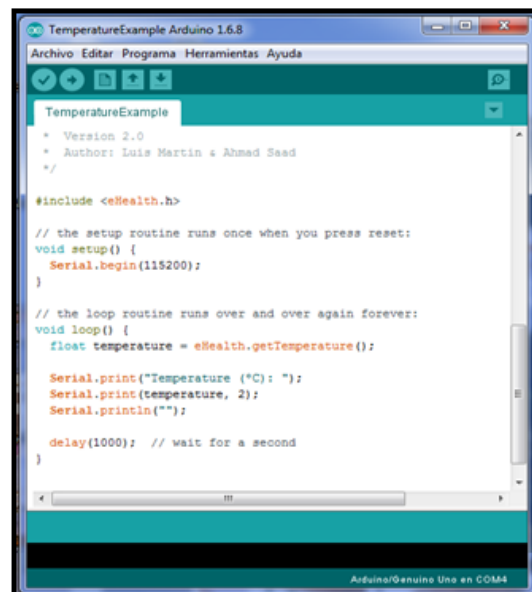 TemperatureExample Arduino 1.6.8
Archivo Editar Programa Herramientas Ayuda
TemperatureExample
*  Version 2.0
*  Author: Luis Martin & Ahmad Saad
*/
#include <eHealth.h>
// the setup routine runs once when you press reset:
void setup() {
  Serial.begin(115200);
}
// the loop routine runs over and over again forever:
void loop() {
  float temperature = eHealth.getTemperature();
  Serial.print("Temperature (ºC): ");
  Serial.print(temperature, 2);
  Serial.println("");
  delay(1000);  // wait for a second
}
Arduino/Genuino Uno en COM4